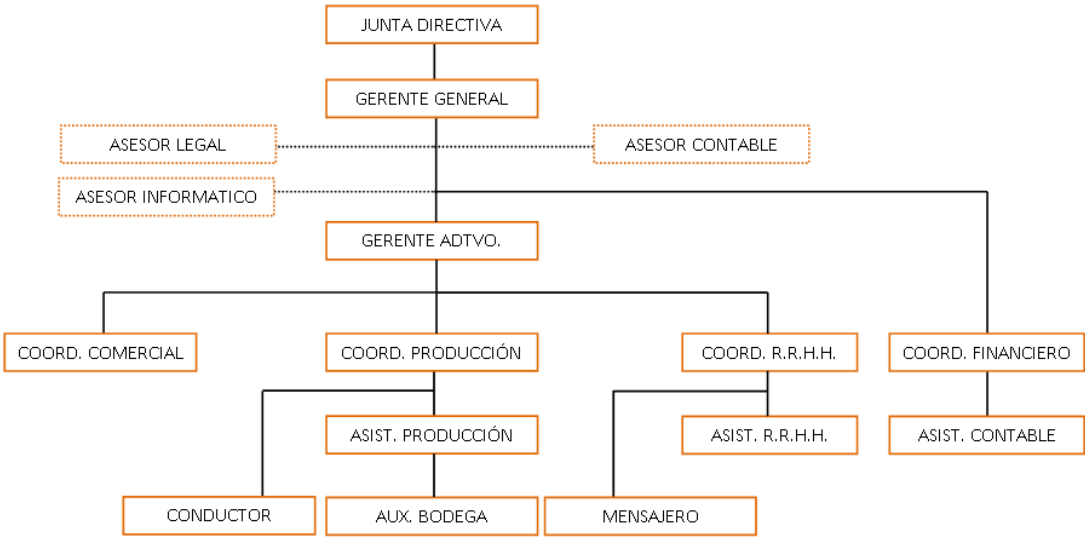 JUNTA DIRECTIVA
GERENTE GENERAL
ASESOR LEGAL
ASESOR CONTABLE
ASESOR INFORMATICO
GERENTE ADTVO.
COORD. COMERCIAL
COORD. PRODUCCIÓN
COORD. R.R.H.H.
COORD. FINANCIERO
ASIST. PRODUCCIÓN
ASIST. R.R.H.H.
ASIST. CONTABLE
CONDUCTOR
AUX. BODEGA
MENSAJERO